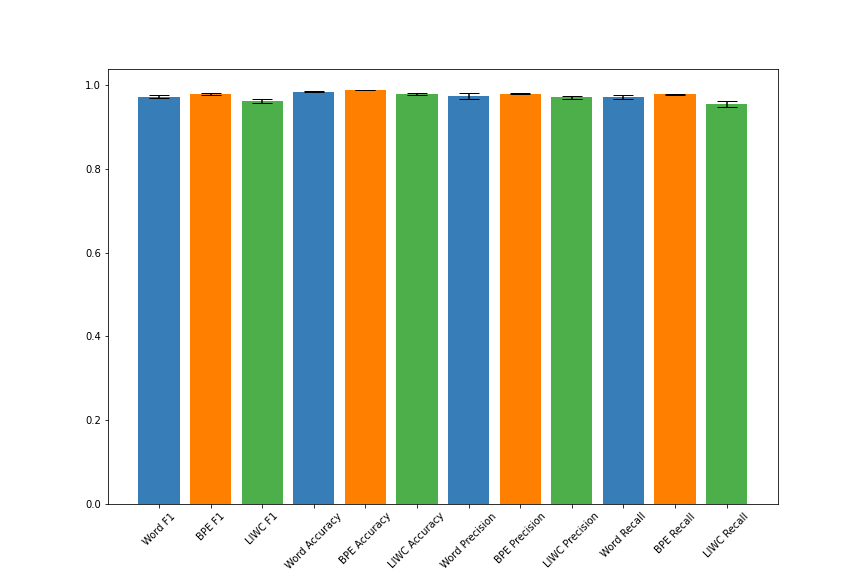 1.0
0.8
0.6
0.4
0.2
0.0
Word F1
BPE F1
LIWC F1
Word Accuracy
BPE Accuracy
LIWC Accuracy
Word Precision
BPE Precision
LIWC Precision
Word Recall
BPE Recall
LIWC Recall